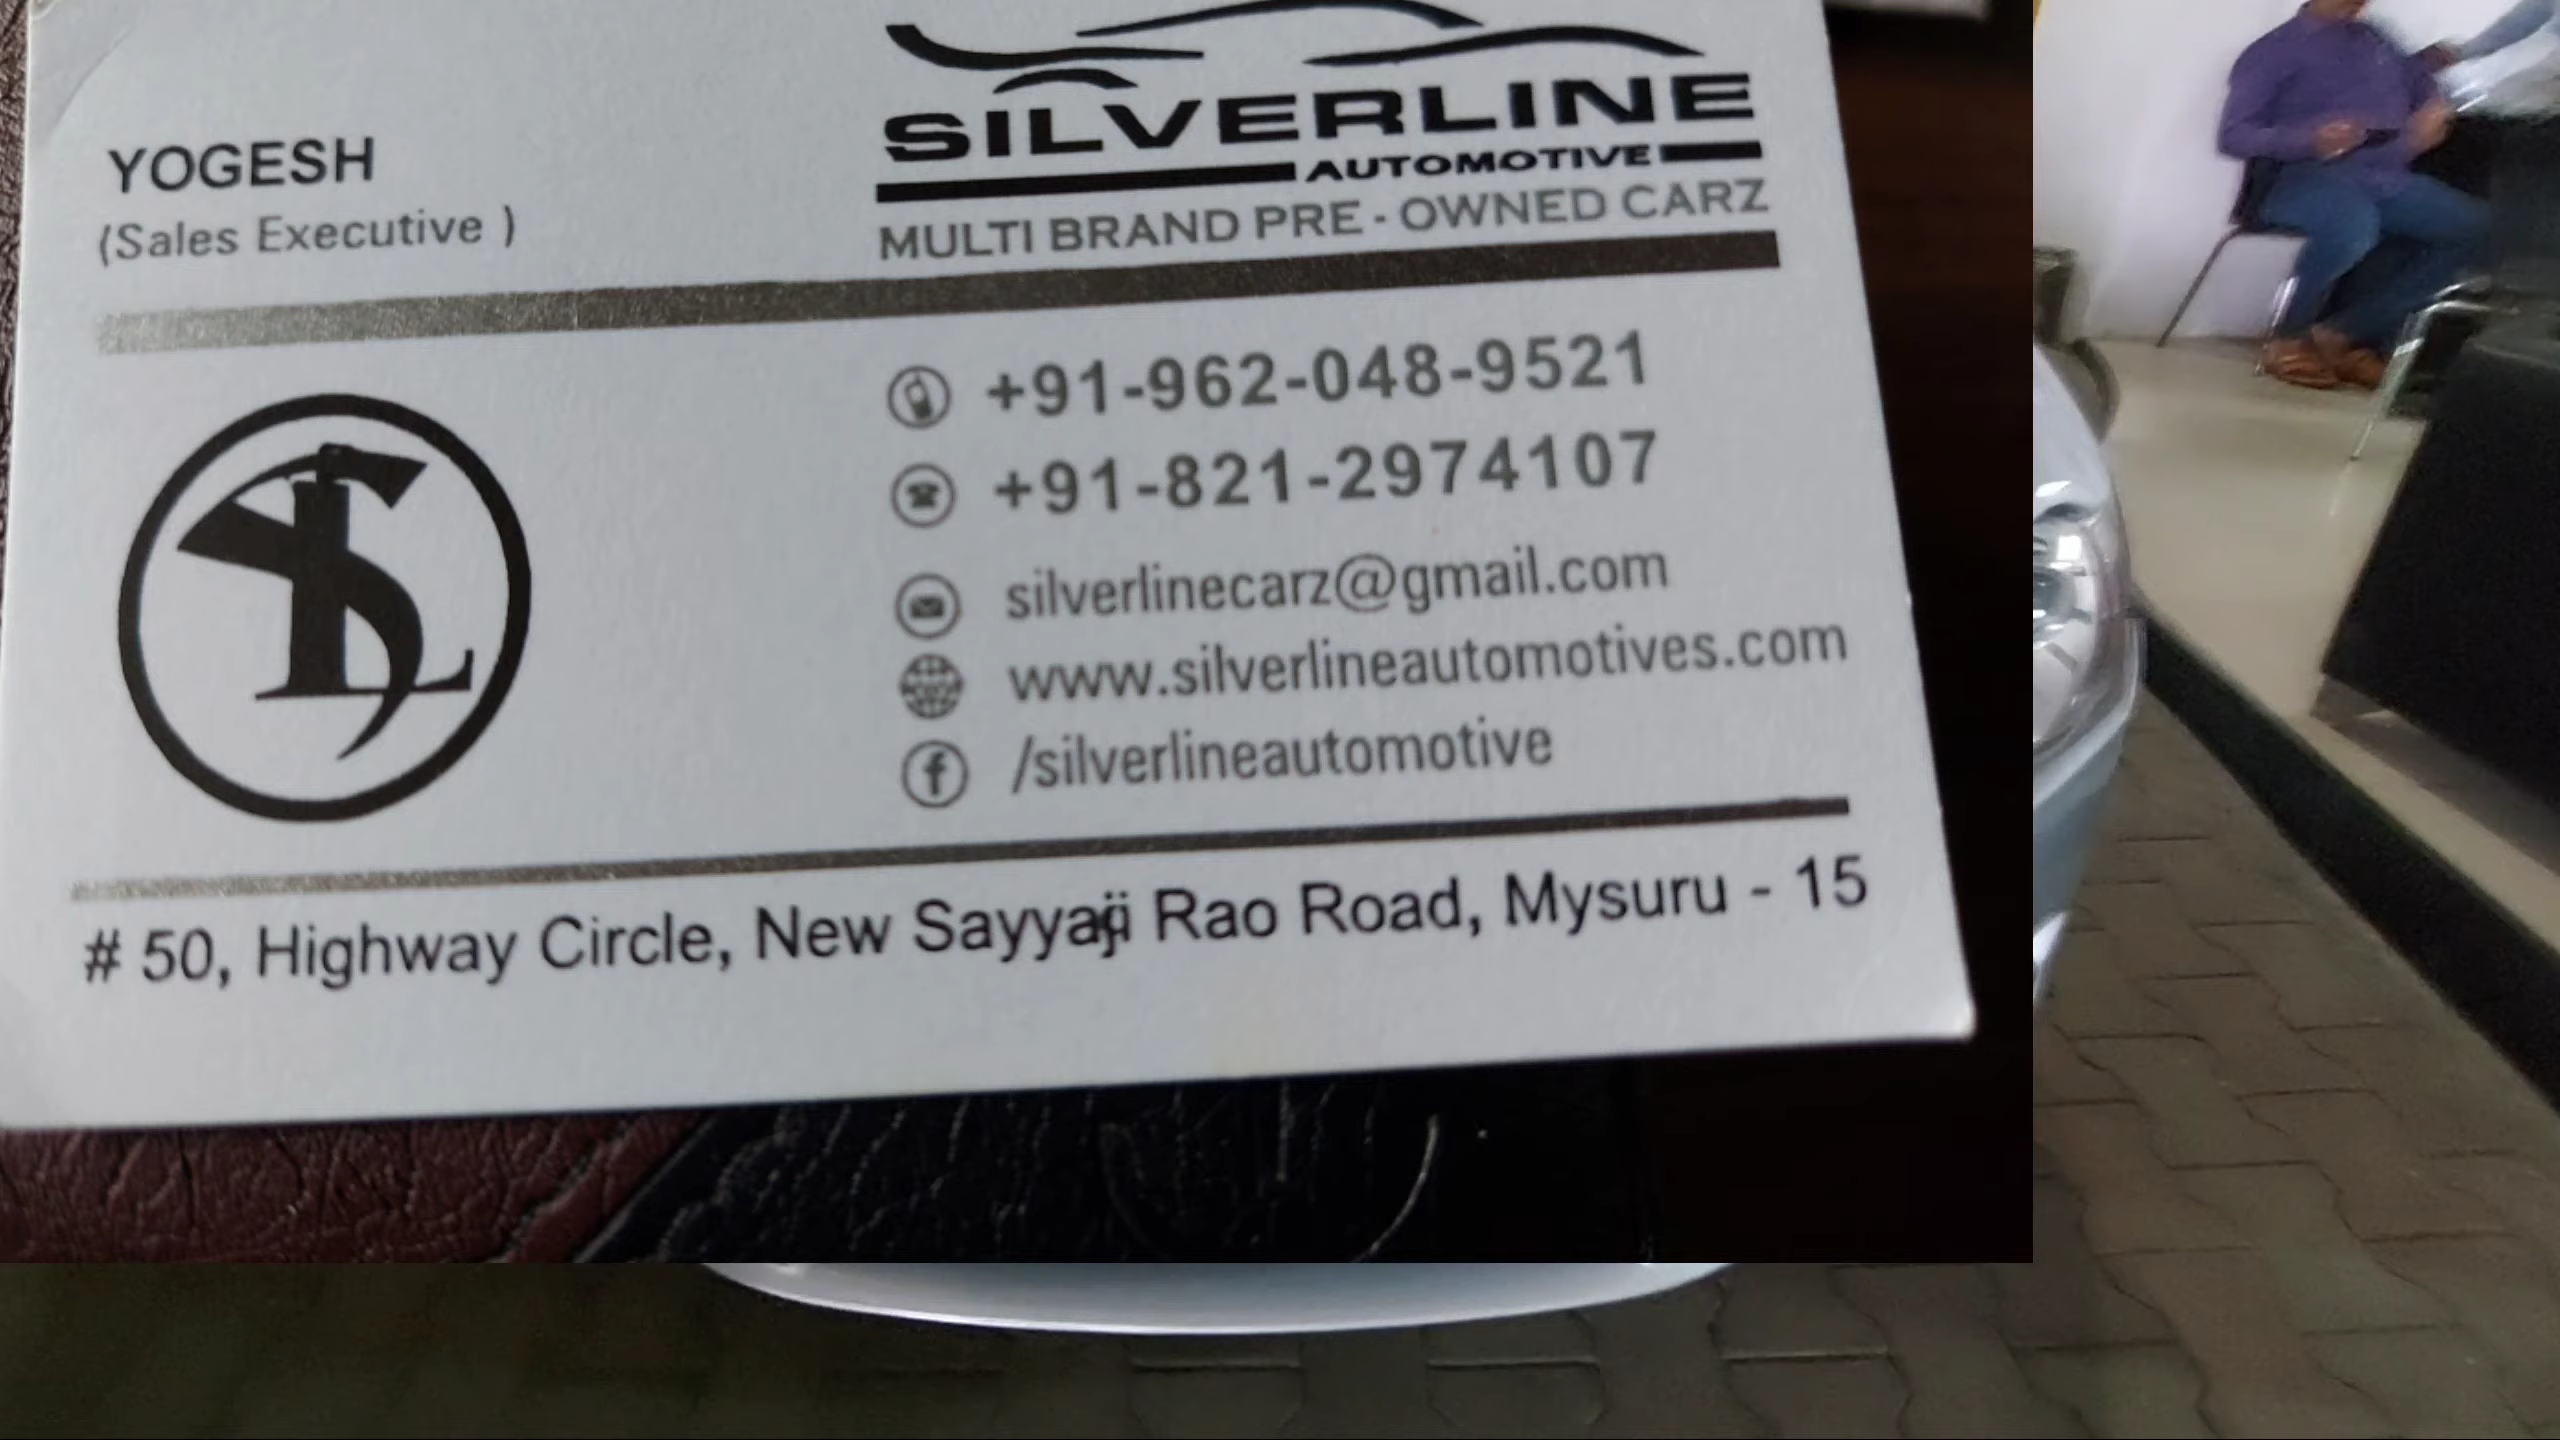 YOGESH
(Sales Executive )
SILVERLINE
AUTOMOTIVE
MULTI BRAND PRE - OWNED CARZ
SL
+91-962-048-9521
+91-821-2974107
silverlinecarz@gmail.com
www.silverlineautomotives.com
/silverlineautomotive
# 50, Highway Circle, New Sayyaji Rao Road, Mysuru - 15